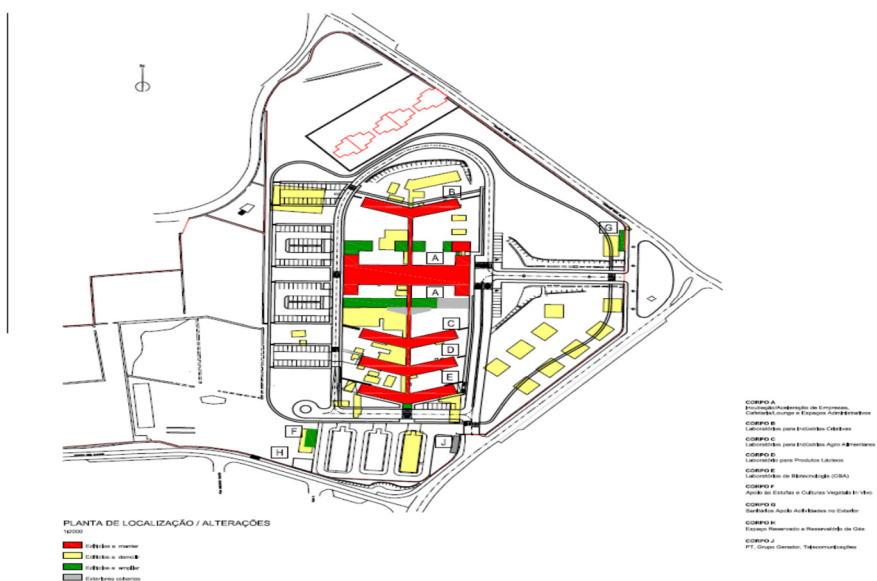 N
B
G
A
A
C
D
E
F
J
H
CORPO A
Incubação/Aceleração de Empresas,
Cafetaria/Lounge e Espaços Administrativos
CORPO B
Laboratórios para Indústrias Criativas
CORPO C
Laboratórios para Indústrias Agro Alimentares
CORPO D
Laboratório para Produtos Lácteos
CORPO E
Laboratórios de Biotecnologia (CBA)
CORPO F
Apoio às Estufas e Culturas Vegetais In Vivo
CORPO G
Sanitários Apoio Actividades no Exterior
CORPO H
Espaço Reservado a Reservatório de Gás
CORPO J
PT, Grupo Gerador, Telecomunicações
PLANTA DE LOCALIZAÇÃO / ALTERAÇÕES
1/2000
Edifícios a manter
Edifícios a demolir
Edifícios a ampliar
Exteriores cobertos